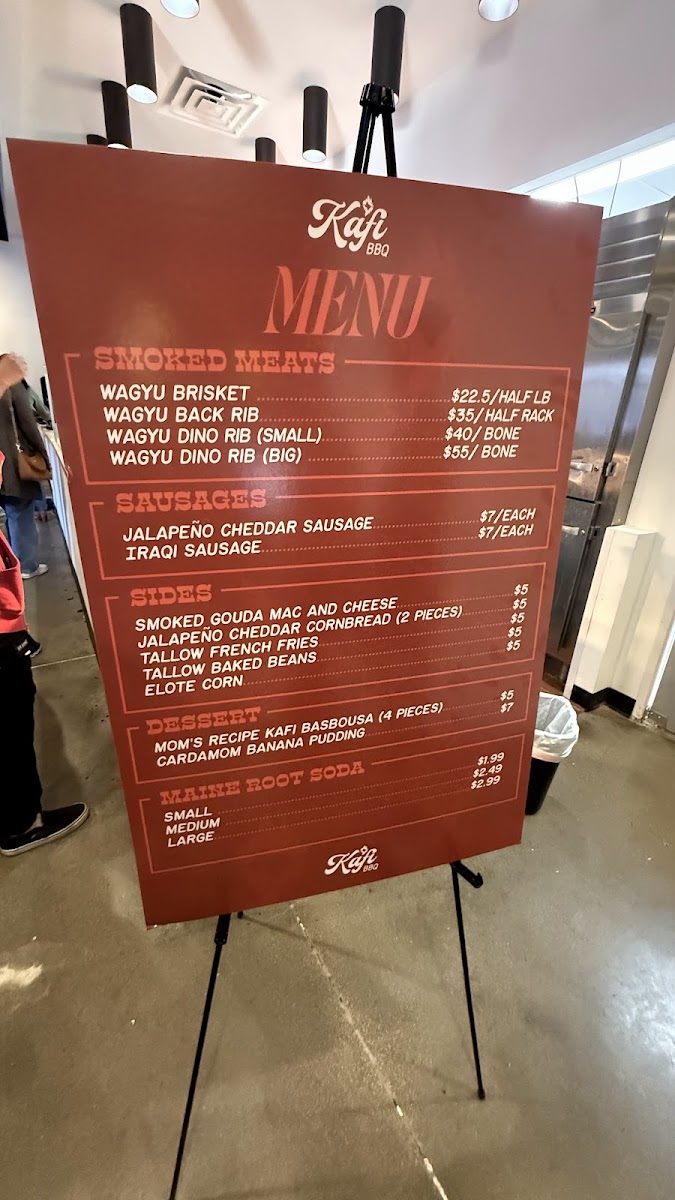 Kafi
BBQ
MENU
SMOKED MEATS
WAGYU BRISKET $22.5/HALF LB
WAGYU BACK RIB $35/HALF RACK
WAGYU DINO RIB (SMALL) $40/ BONE
WAGYU DINO RIB (BIG) $55/ BONE
SAUSAGES
JALAPEÑO CHEDDAR SAUSAGE $7/EACH
IRAQI SAUSAGE $7/EACH
SIDES
SMOKED GOUDA MAC AND CHEESE $5
JALAPEÑO CHEDDAR CORNBREAD (2 PIECES) $5
TALLOW FRENCH FRIES $5
TALLOW BAKED BEANS $5
ELOTE CORN $5
DESSERT
MOM'S RECIPE KAFI BASBOUSA (4 PIECES) $5
CARDAMOM BANANA PUDDING $7
MAINE ROOT SODA
SMALL $1.99
MEDIUM $2.49
LARGE $2.99
Kafi
BBQ